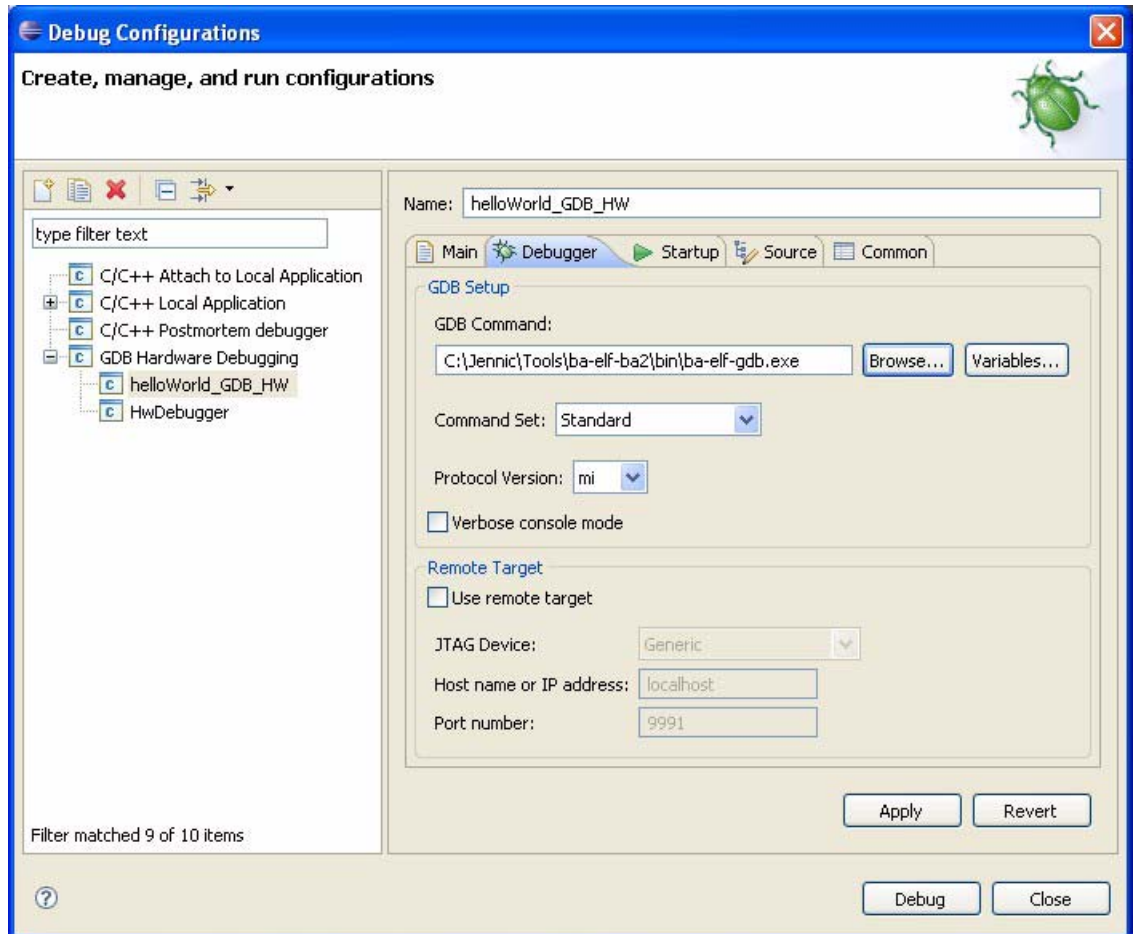 Debug Configurations
Create, manage, and run configurations
type filter text
C/C++ Attach to Local Application
C/C++ Local Application
C/C++ Postmortem debugger
GDB Hardware Debugging
helloWorld_GDB_HW
HwDebugger
Filter matched 9 of 10 items
Name: helloWorld_GDB_HW
Main Debugger Startup Source Common
GDB Setup
GDB Command:
C:\Jennic\Tools\ba-elf-ba2\bin\ba-elf-gdb.exe Browse... Variables...
Command Set: Standard
Protocol Version: mi
Verbose console mode
Remote Target
Use remote target
JTAG Device: Generic
Host name or IP address: localhost
Port number: 9991
Apply Revert
Debug Close